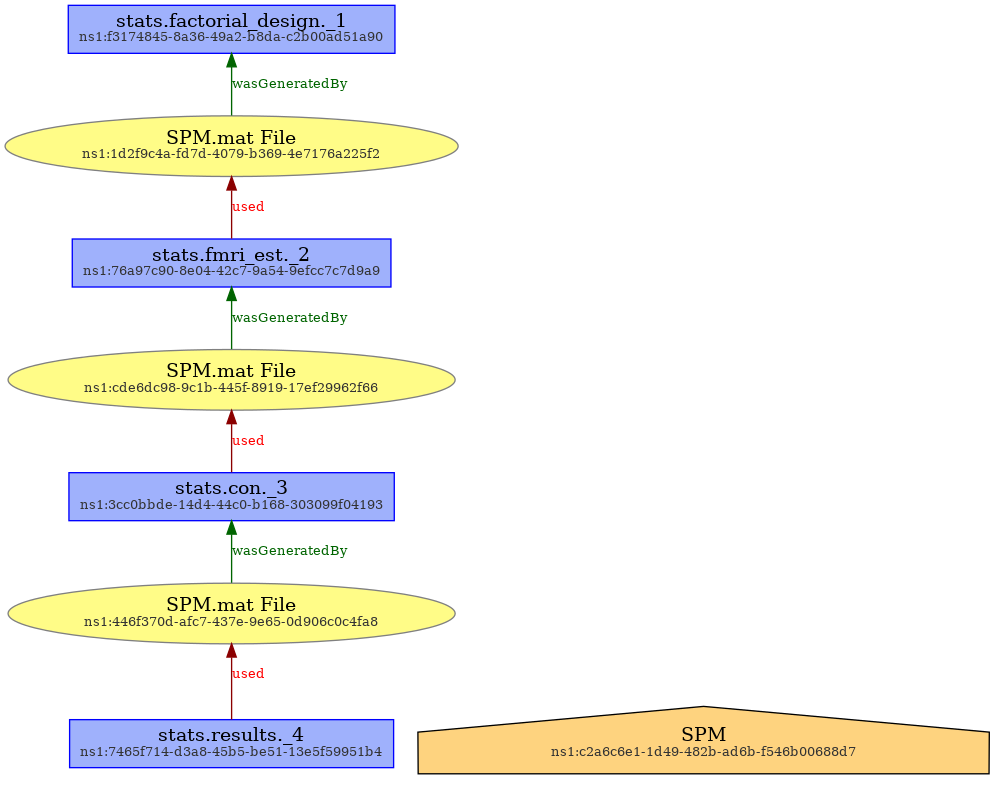 stats.factorial_design._1
ns1:f3174845-8a36-49a2-b8da-c2b00ad51a90
wasGeneratedBy
SPM.mat File
ns1:1d2f9c4a-fd7d-4079-b369-4e7176a225f2
used
stats.fmri_est._2
ns1:76a97c90-8e04-42c7-9a54-9efcc7c7d9a9
wasGeneratedBy
SPM.mat File
ns1:cde6dc98-9c1b-445f-8919-17ef29962f66
used
stats.con._3
ns1:3cc0bbde-14d4-44c0-b168-303099f04193
wasGeneratedBy
SPM.mat File
ns1:446f370d-afc7-437e-9e65-0d906c0c4fa8
used
stats.results._4
ns1:7465f714-d3a8-45b5-be51-13e5f59951b4
SPM
ns1:c2a6c6e1-1d49-482b-ad6b-f546b00688d7